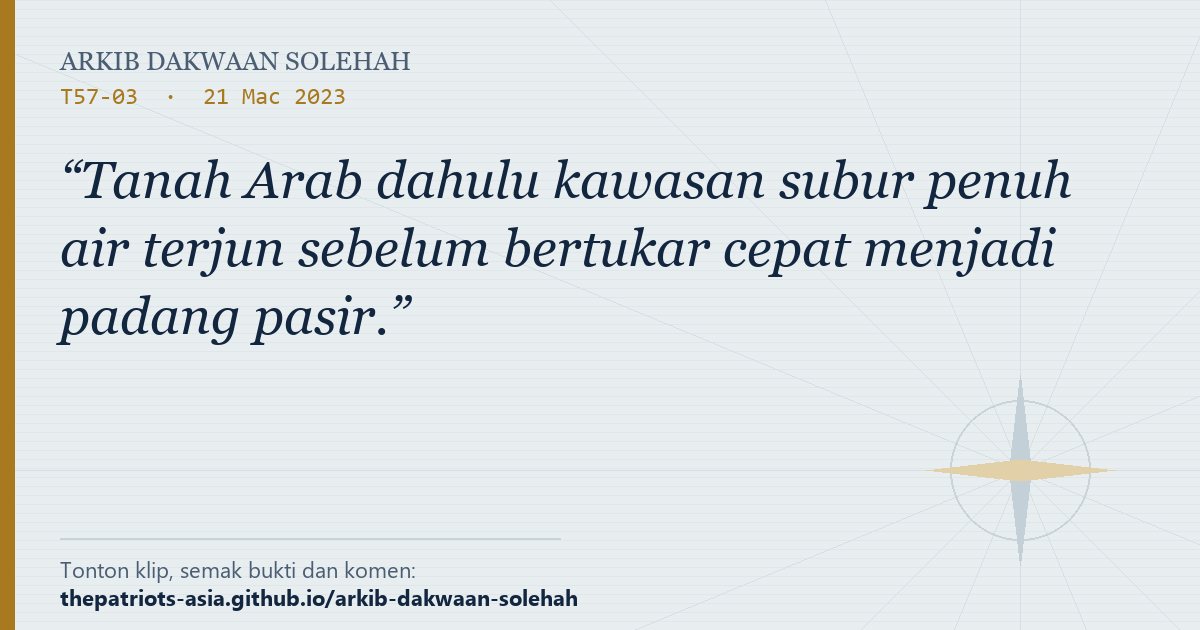 ARKIB DAKWAAN SOLEHAH
T57-03 · 21 Mac 2023
“Tanah Arab dahulu kawasan subur penuh
air terjun sebelum bertukar cepat menjadi
padang pasir.”
Tonton klip, semak bukti dan komen:
thepatriots-asia.github.io/arkib-dakwaan-solehah